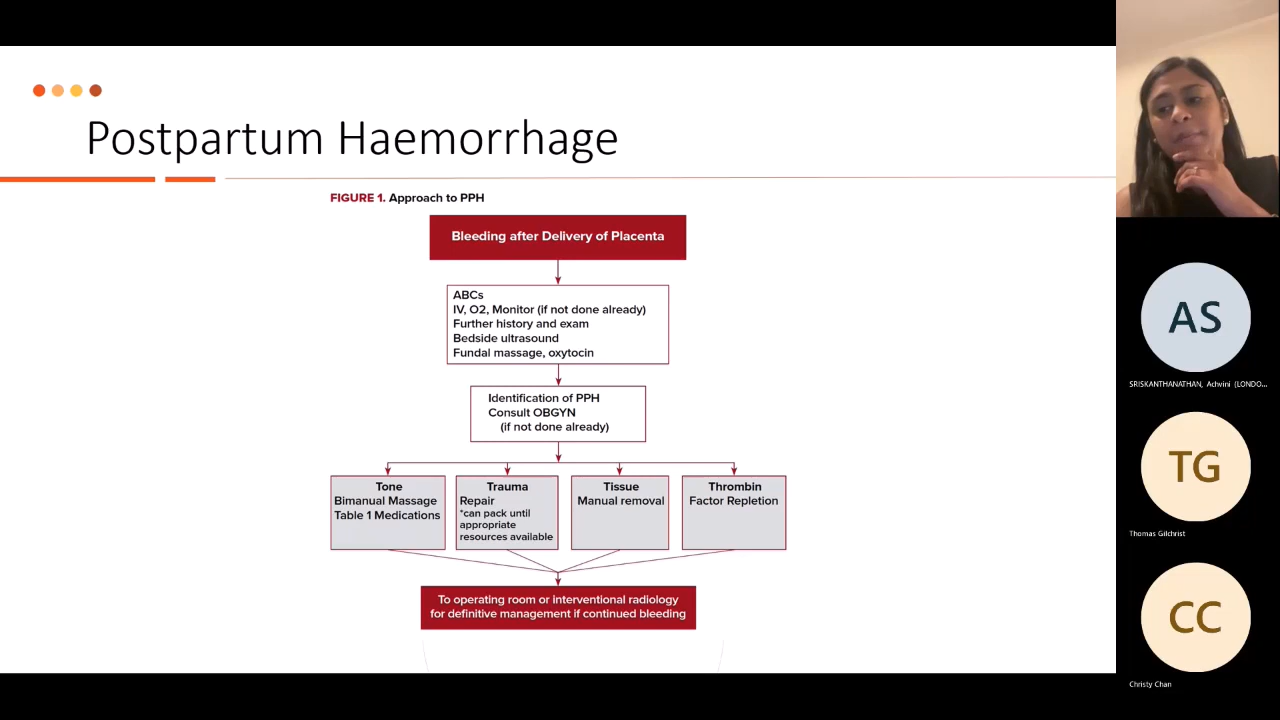 Postpartum Haemorrhage
FIGURE 1. Approach to PPH
Bleeding after Delivery of Placenta
ABCs
IV, O2, Monitor (if not done already)
Further history and exam
Bedside ultrasound
Fundal massage, oxytocin
Identification of PPH
Consult OBGYN
(if not done already)
Tone
Bimanual Massage
Table 1 Medications
Trauma
Repair
*can pack until
appropriate
resources available
Tissue
Manual removal
Thrombin
Factor Repletion
To operating room or interventional radiology
for definitive management if continued bleeding
AS
SRISKANTHANATHAN, Achwini (LONDO...
TG
Thomas Gilchrist
CC
Christy Chan